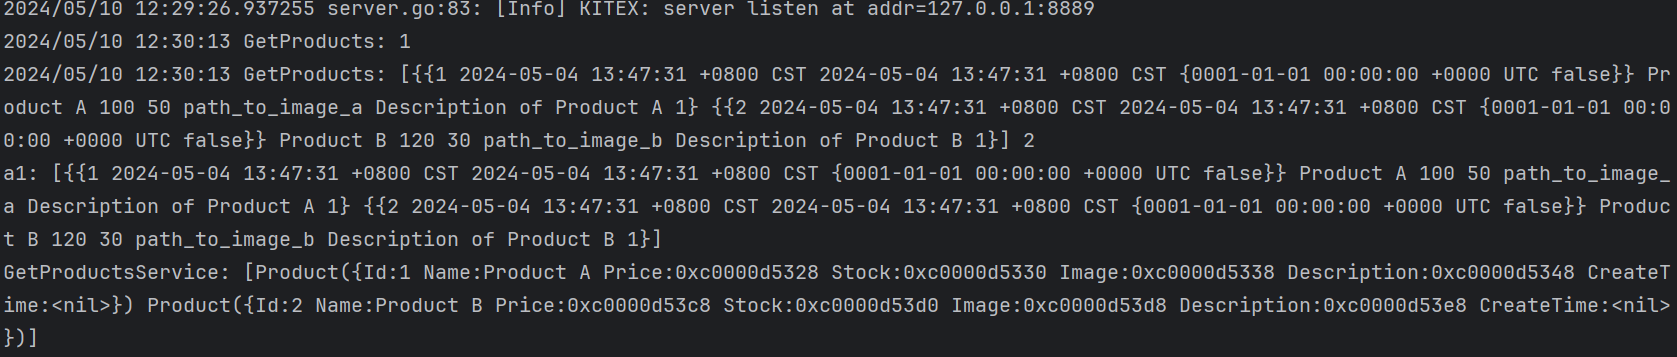 2024/05/10 12:29:26.937255 server.go:83: [Info] KITEX: server listen at addr=127.0.0.1:8889
2024/05/10 12:30:13 GetProducts: 1
2024/05/10 12:30:13 GetProducts: [{{1 2024-05-04 13:47:31 +0800 CST 2024-05-04 13:47:31 +0800 CST {0001-01-01 00:00:00 +0000 UTC false}} Pr
oduct A 100 50 path_to_image_a Description of Product A 1} {{2 2024-05-04 13:47:31 +0800 CST 2024-05-04 13:47:31 +0800 CST {0001-01-01 00:0
0:00 +0000 UTC false}} Product B 120 30 path_to_image_b Description of Product B 1}] 2
a1: [{{1 2024-05-04 13:47:31 +0800 CST 2024-05-04 13:47:31 +0800 CST {0001-01-01 00:00:00 +0000 UTC false}} Product A 100 50 path_to_image_
a Description of Product A 1} {{2 2024-05-04 13:47:31 +0800 CST 2024-05-04 13:47:31 +0800 CST {0001-01-01 00:00:00 +0000 UTC false}} Produc
t B 120 30 path_to_image_b Description of Product B 1}]
GetProductsService: [Product({Id:1 Name:Product A Price:0xc0000d5328 Stock:0xc0000d5330 Image:0xc0000d5338 Description:0xc0000d5348 CreateT
ime:<nil>}) Product({Id:2 Name:Product B Price:0xc0000d53c8 Stock:0xc0000d53d0 Image:0xc0000d53d8 Description:0xc0000d53e8 CreateTime:<nil>
})]